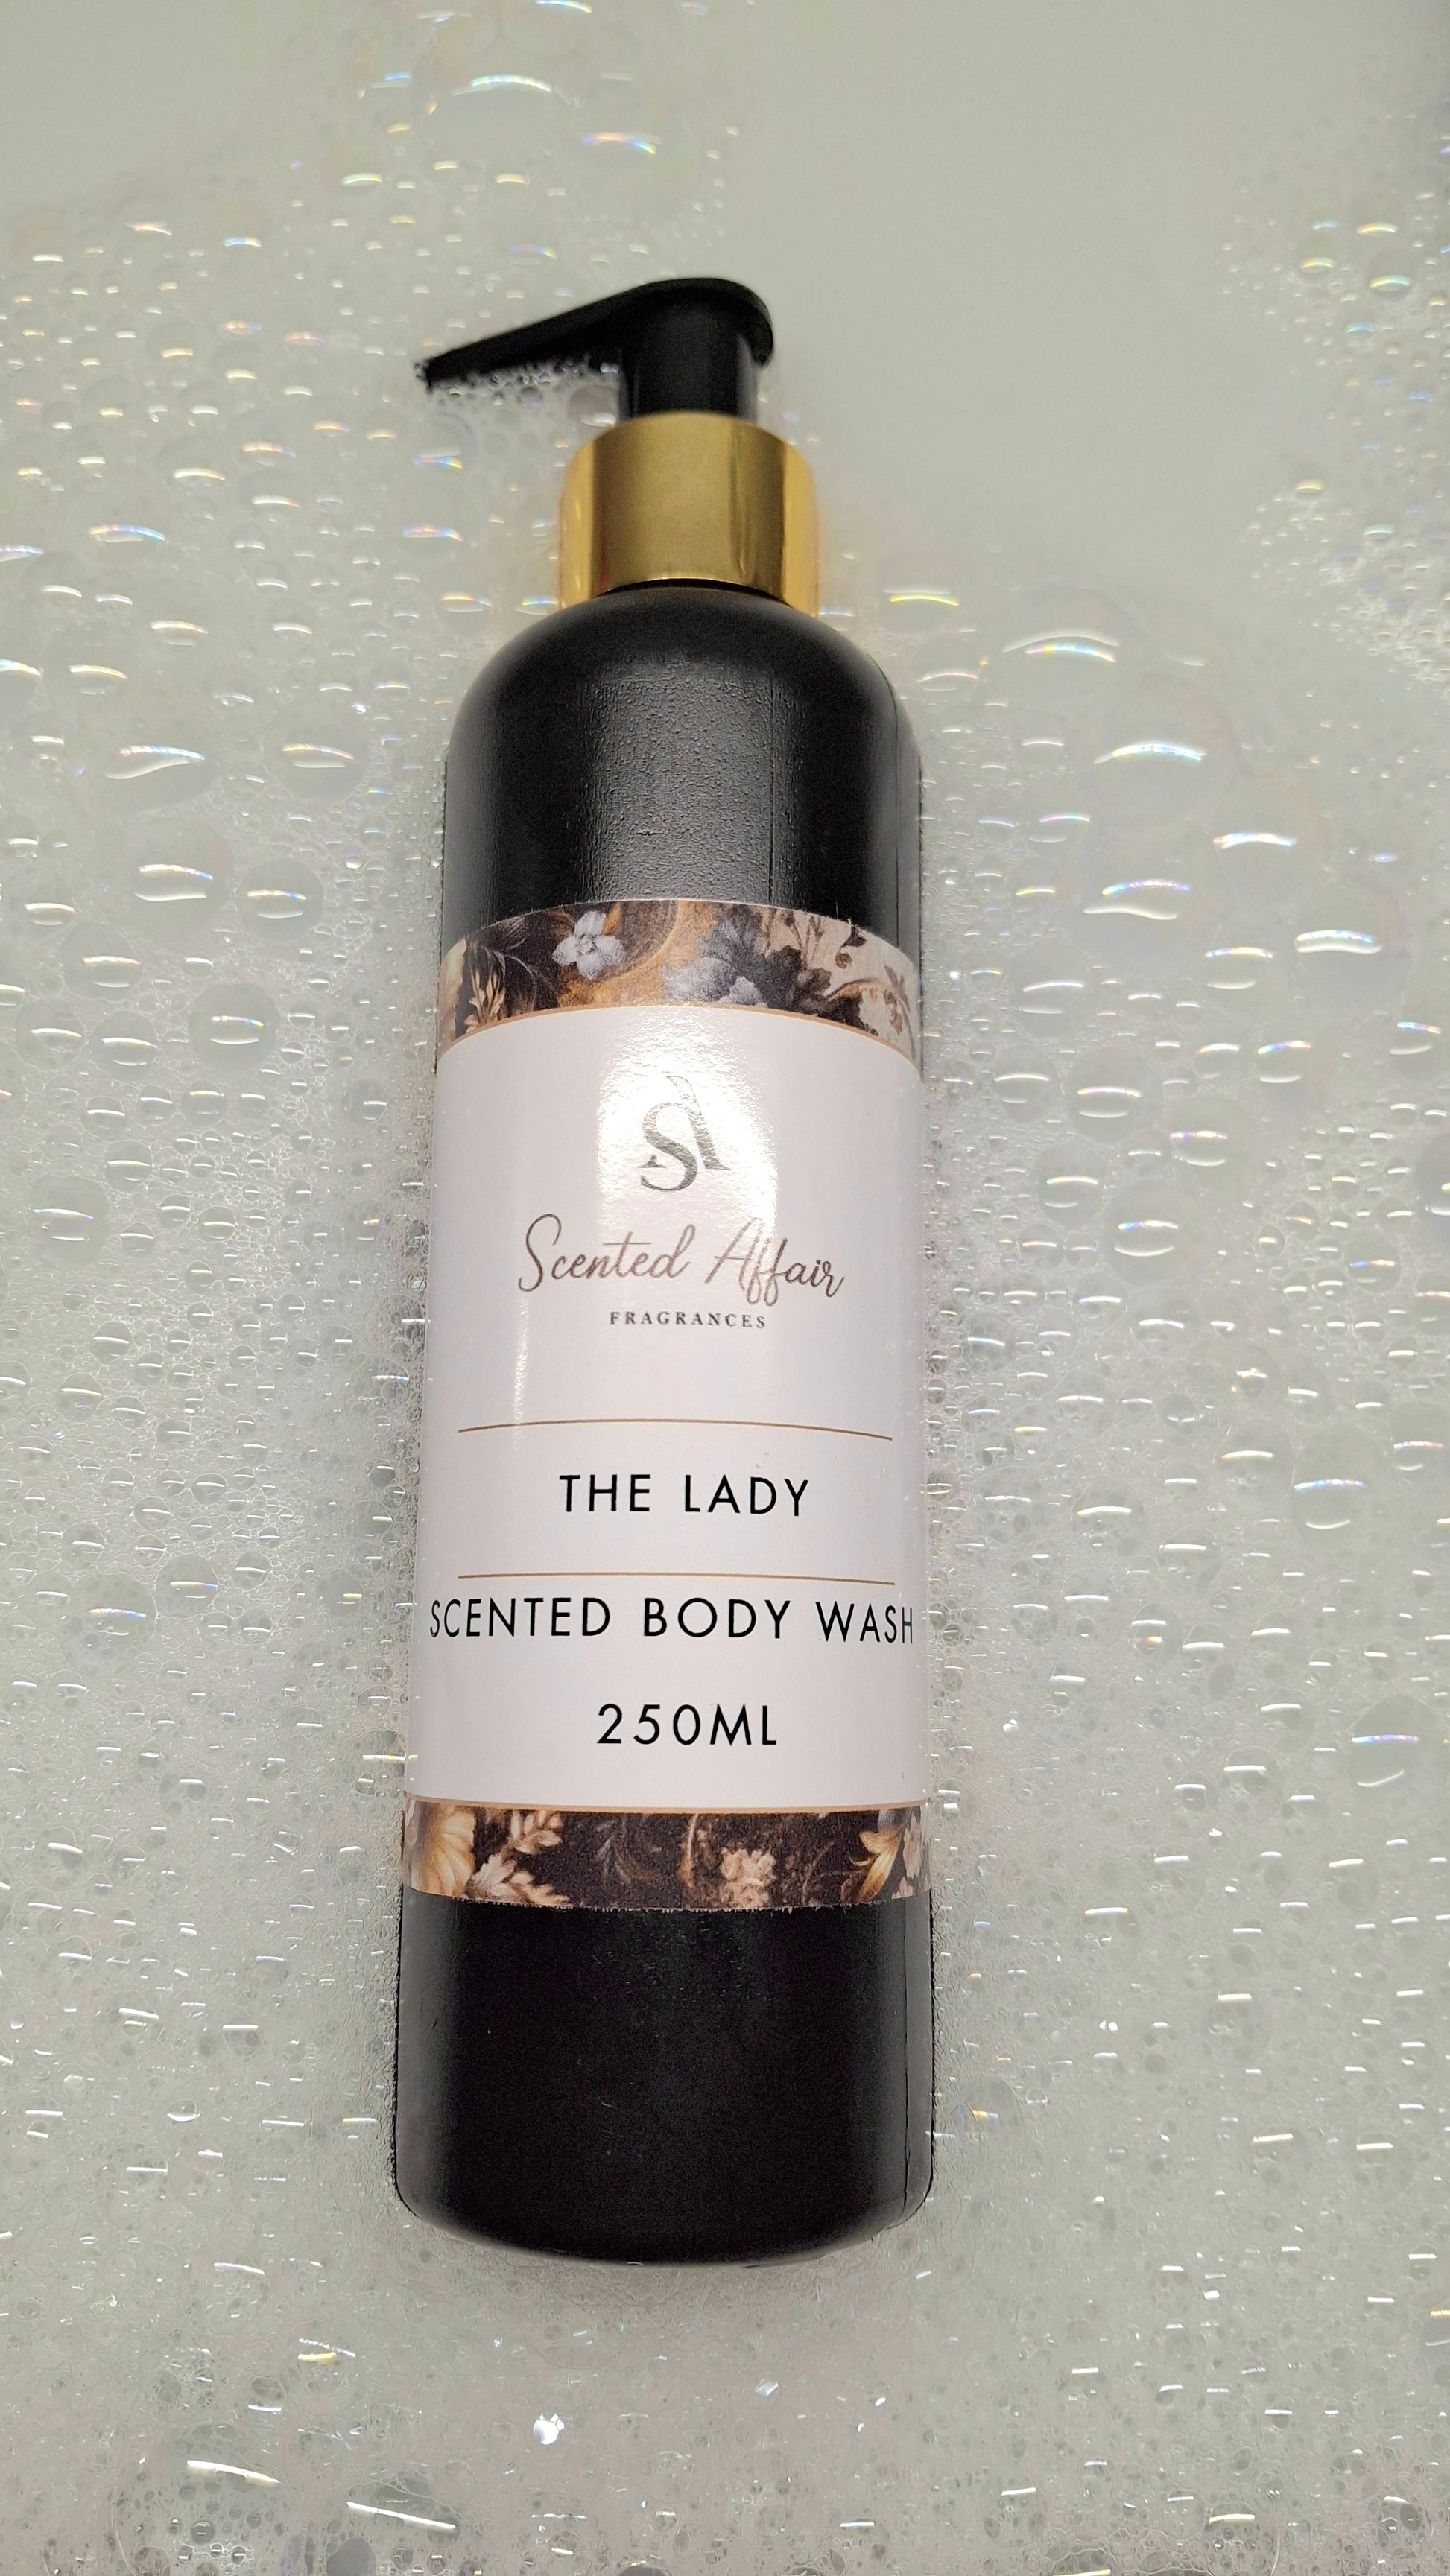 SA
Scented Affair
FRAGRANCES
THE LADY
SCENTED BODY WASH
250ML